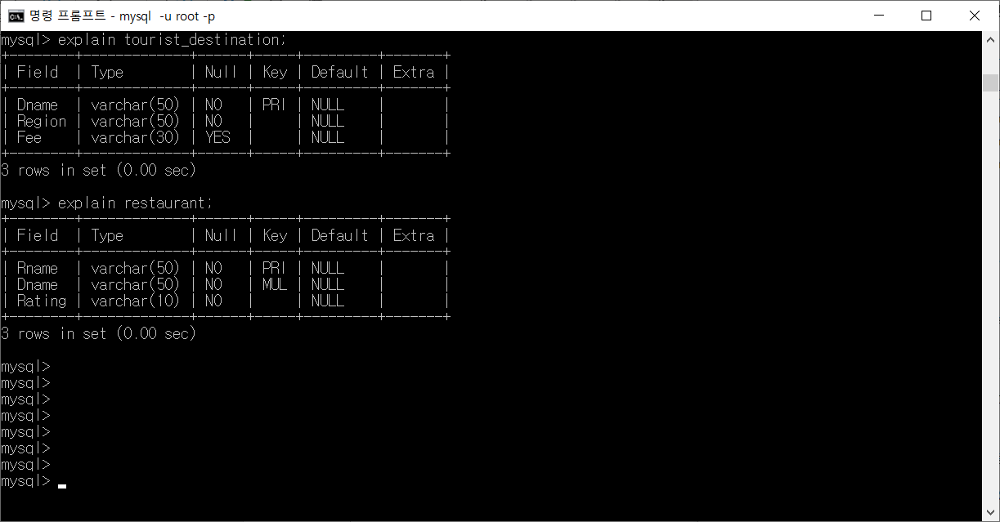 명령 프롬프트 - mysql  -u root -p
mysql> explain tourist_destination;
+--------+-------------+------+-----+---------+-------+
| Field  | Type        | Null | Key | Default | Extra |
+--------+-------------+------+-----+---------+-------+
| Dname  | varchar(50) | NO   | PRI | NULL    |       |
| Region | varchar(50) | NO   |     | NULL    |       |
| Fee    | varchar(30) | YES  |     | NULL    |       |
+--------+-------------+------+-----+---------+-------+
3 rows in set (0.00 sec)
mysql> explain restaurant;
+--------+-------------+------+-----+---------+-------+
| Field  | Type        | Null | Key | Default | Extra |
+--------+-------------+------+-----+---------+-------+
| Rname  | varchar(50) | NO   | PRI | NULL    |       |
| Dname  | varchar(50) | NO   | MUL | NULL    |       |
| Rating | varchar(10) | NO   |     | NULL    |       |
+--------+-------------+------+-----+---------+-------+
3 rows in set (0.00 sec)
mysql>
mysql>
mysql>
mysql>
mysql>
mysql>
mysql>
mysql>